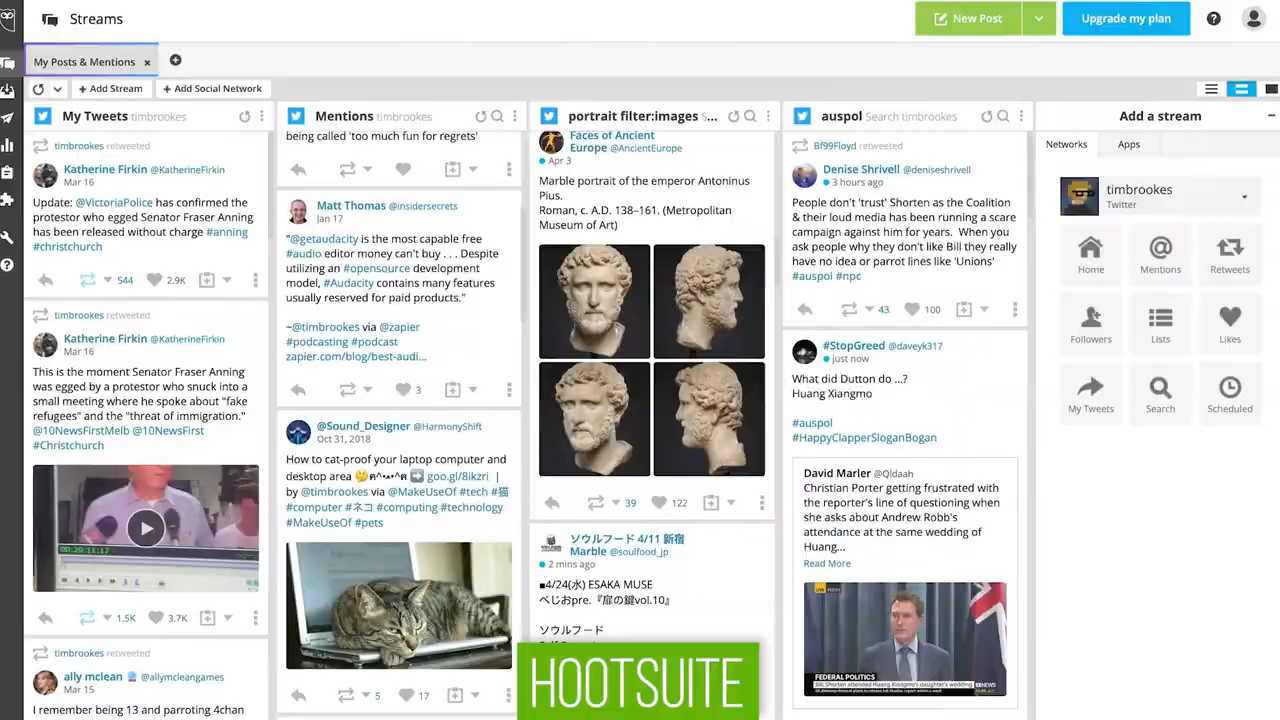 Streams
New Post
Upgrade my plan
My Posts & Mentions
Add Stream
Add Social Network
My Tweets timbrookes
timbrookes retweeted
Katherine Firkin @KatherineFirkin
Mar 16
Update: @VictoriaPolice has confirmed the
protestor who egged Senator Fraser Anning
has been released without charge #anning
#christchurch
544
2.9K
timbrookes retweeted
Katherine Firkin @KatherineFirkin
Mar 16
This is the moment Senator Fraser Anning
was egged by a protestor who snuck into a
small meeting where he spoke about "fake
refugees" and the "threat of immigration."
@10NewsFirstMelb @10NewsFirst
#Christchurch
00:20:11:17
1.5K
3.7K
timbrookes retweeted
ally mclean @allymcleangames
Mar 15
I remember being 13 and parroting 4chan
Mentions timbrookes
being called 'too much fun for regrets'
Matt Thomas @insidersecrets
Jan 17
"@getaudacity is the most capable free
#audio editor money can't buy . . . Despite
utilizing an #opensource development
model, #Audacity contains many features
usually reserved for paid products."
~@timbrookes via @zapier
#podcasting #podcast
zapier.com/blog/best-audi...
3
@Sound_Designer @HarmonyShift
Oct 31, 2018
How to cat-proof your laptop computer and
desktop area 🤔ฅ^•ﻌ•^ฅ ➡️ goo.gl/8ikzri |
by @timbrookes via @MakeUseOf #tech #猫
#computer #ネコ #computing #technology
#MakeUseOf #pets
5
17
portrait filter:images S...
Faces of Ancient
Europe @AncientEurope
Apr 3
Marble portrait of the emperor Antoninus
Pius.
Roman, c. A.D. 138–161. (Metropolitan
Museum of Art)
39
122
ソウルフード 4/11 新宿
Marble @soulfood_jp
2 mins ago
■4/24(水) ESAKA MUSE
べじおpre.『扉の鍵vol.10』
ソウルフード
HOOTSUITE
auspol Search timbrookes
Bf99Floyd retweeted
Denise Shrivell @deniseshrivell
3 hours ago
People don't 'trust' Shorten as the Coalition
& their loud media has been running a scare
campaign against him for years. When you
ask people why they don't like Bill they really
have no idea or parrot lines like 'Unions'
#auspol #npc
43
100
#StopGreed @daveyk317
just now
What did Dutton do ...?
Huang Xiangmo
#auspol
#HappyClapperSloganBogan
David Marler @Qldaah
Christian Porter getting frustrated with
the reporter's line of questioning when
she asks about Andrew Robb's
attendance at the same wedding of
Huang...
Read More
FEDERAL POLITICS
Add a stream
Networks
Apps
timbrookes
Twitter
Home
Mentions
Retweets
Followers
Lists
Likes
My Tweets
Search
Scheduled